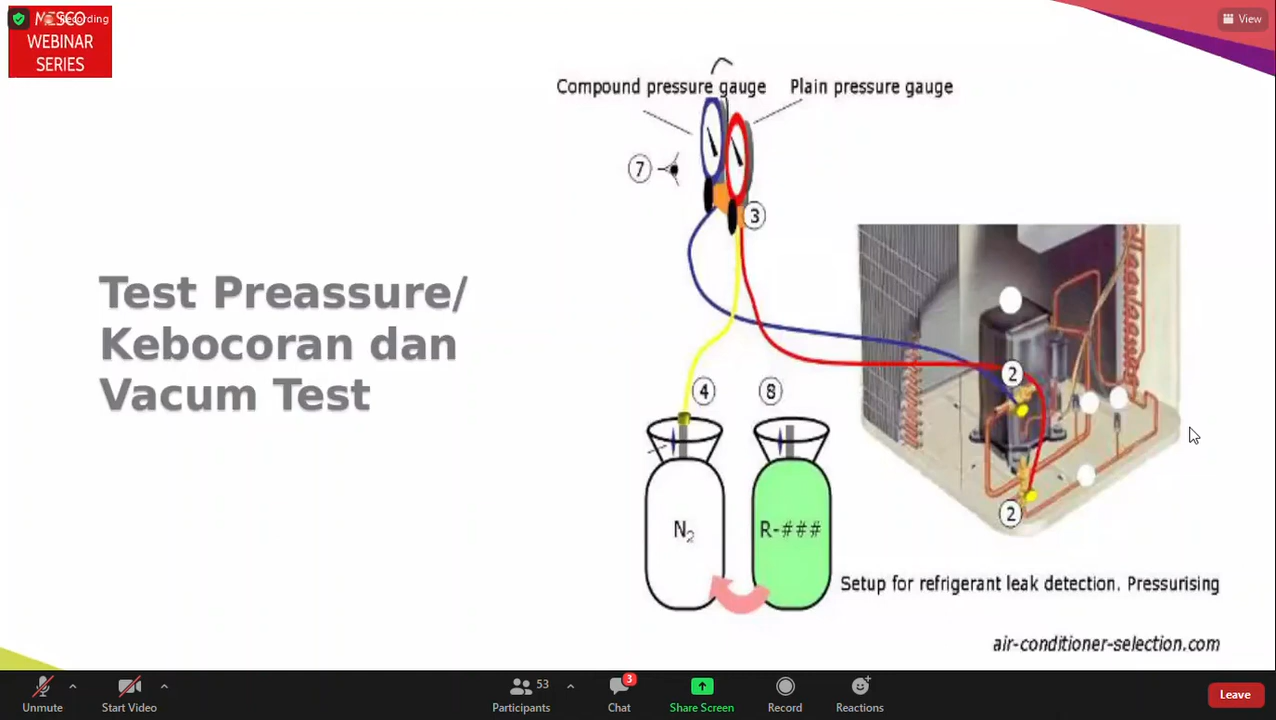 MESCO
WEBINAR
SERIES
Recording
View
Compound pressure gauge
Plain pressure gauge
7
3
Test Preassure/
Kebocoran dan
Vacum Test
4
8
2
2
N₂
R-###
Setup for refrigerant leak detection. Pressurising
air-conditioner-selection.com
Unmute
Start Video
53
Participants
3
Chat
Share Screen
Record
Reactions
Leave